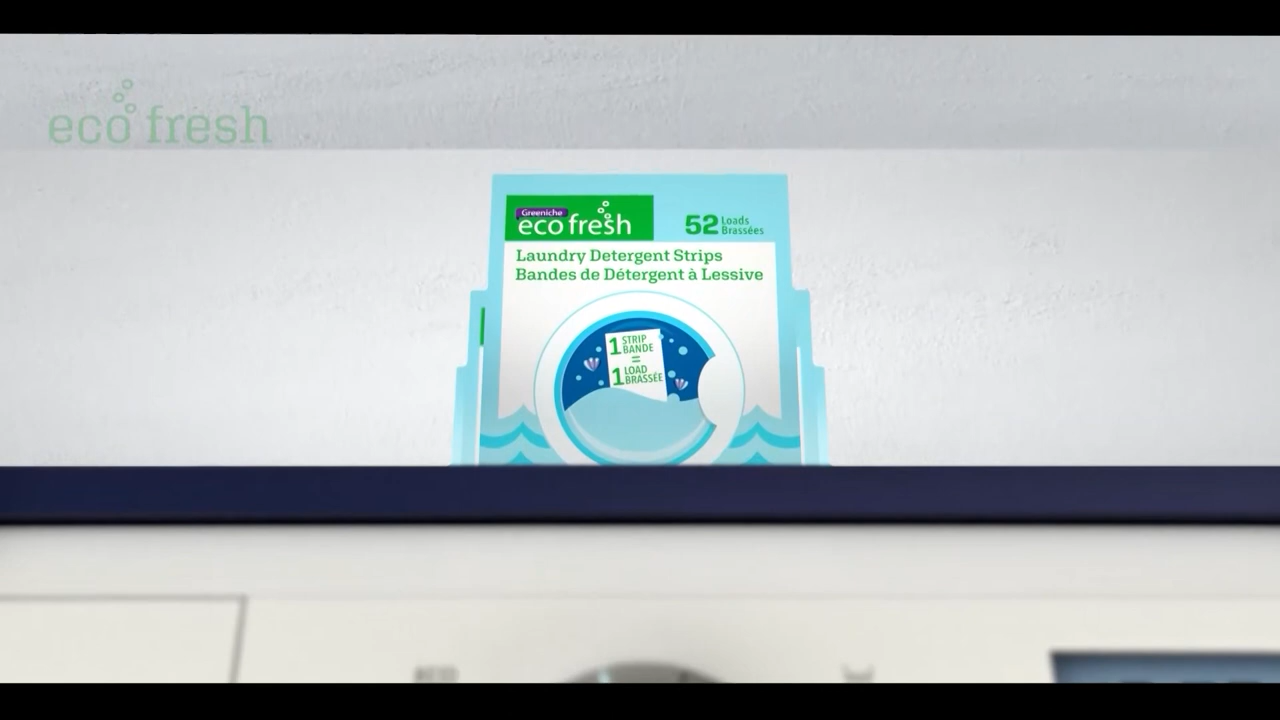 eco fresh
Greeniche
eco fresh
52 Loads
Brassées
Laundry Detergent Strips
Bandes de Détergent à Lessive
1 STRIP
BANDE
=
1 LOAD
BRASSÉE